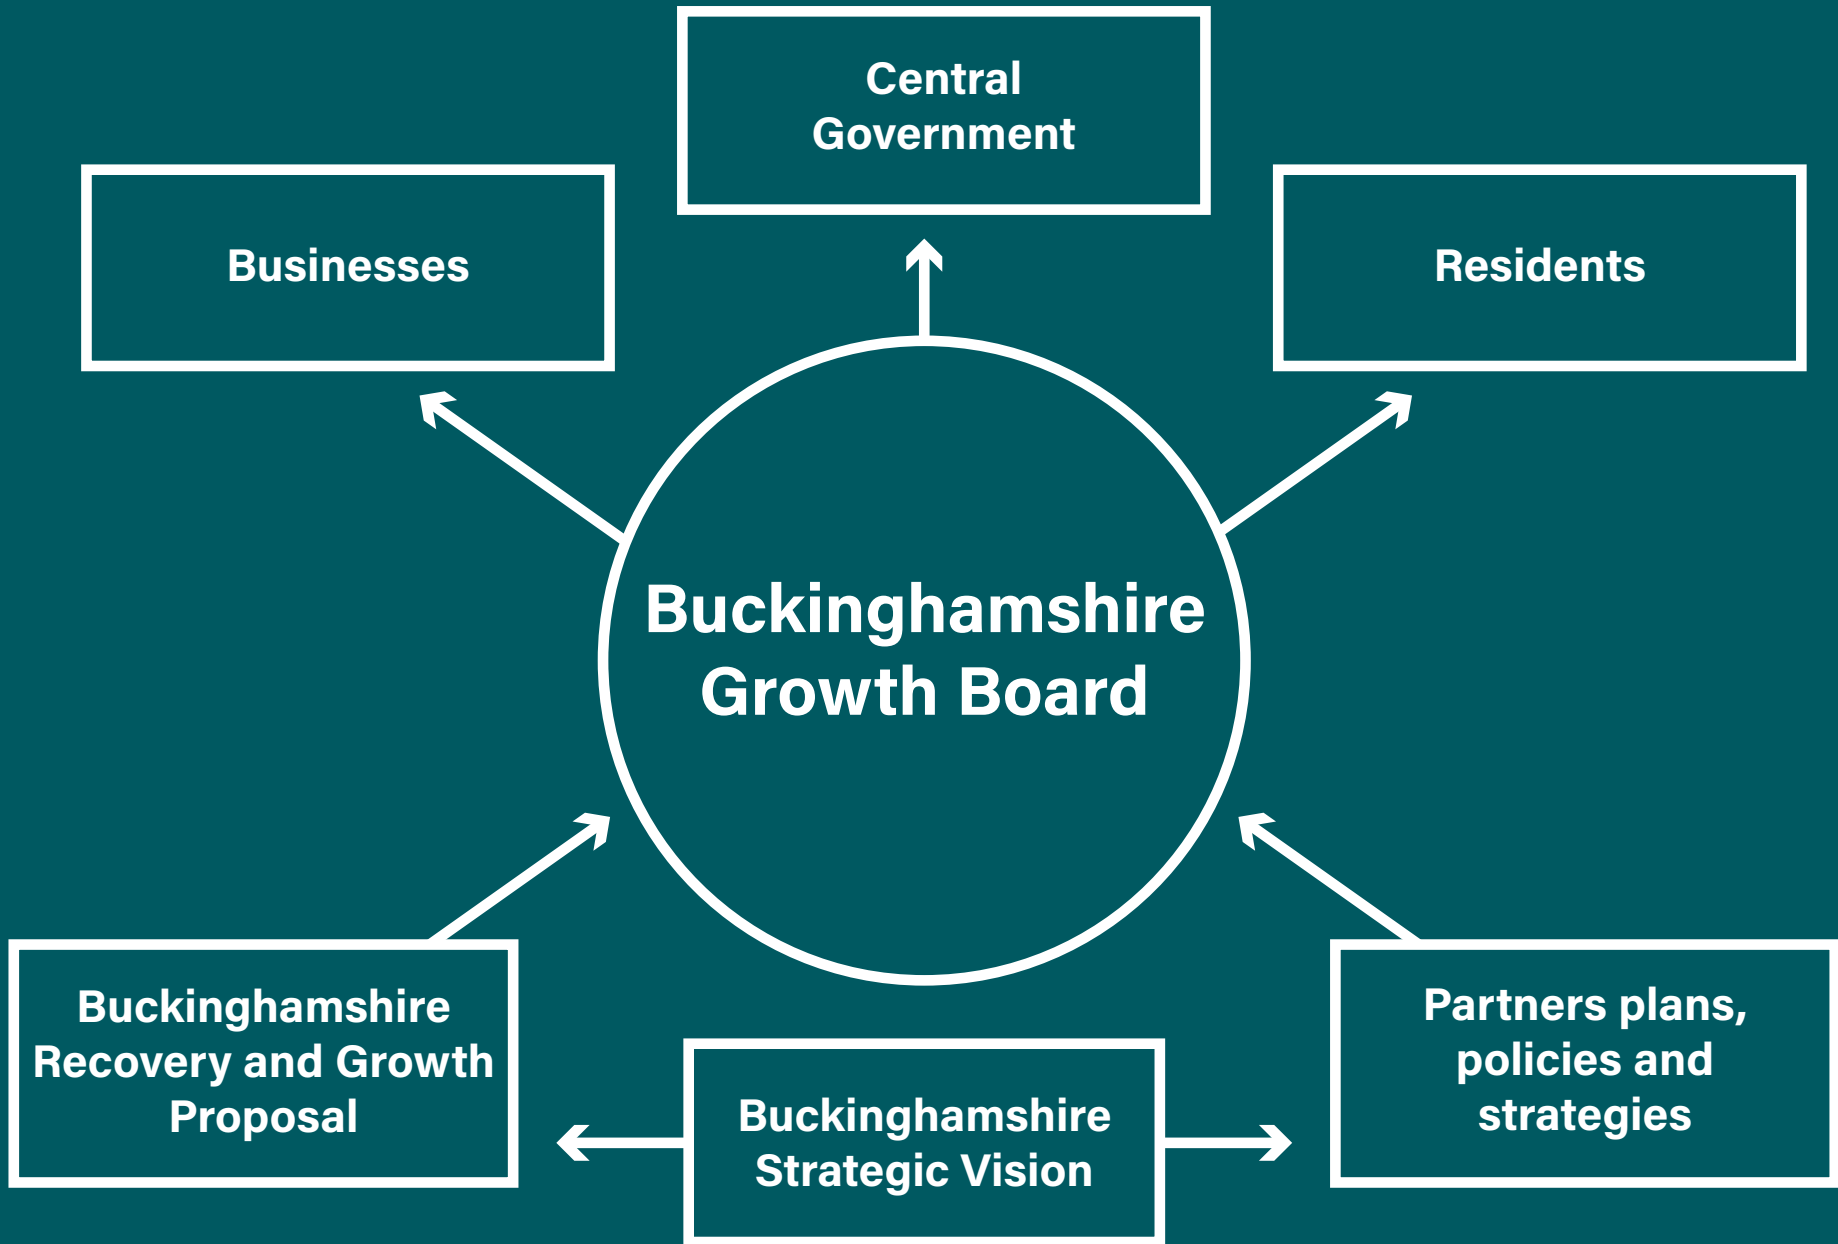 Central
Government
Businesses
Residents
Buckinghamshire
Growth Board
Buckinghamshire
Recovery and Growth
Proposal
Buckinghamshire
Strategic Vision
Partners plans,
policies and
strategies